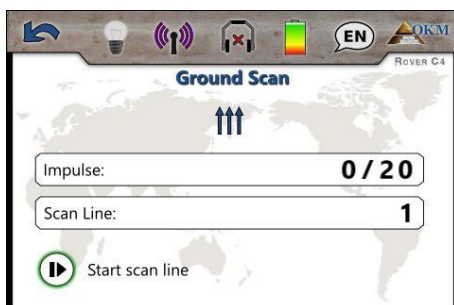 EN
OKM
ROVER C4
Ground Scan
Impulse: 0/20
Scan Line: 1
Start scan line